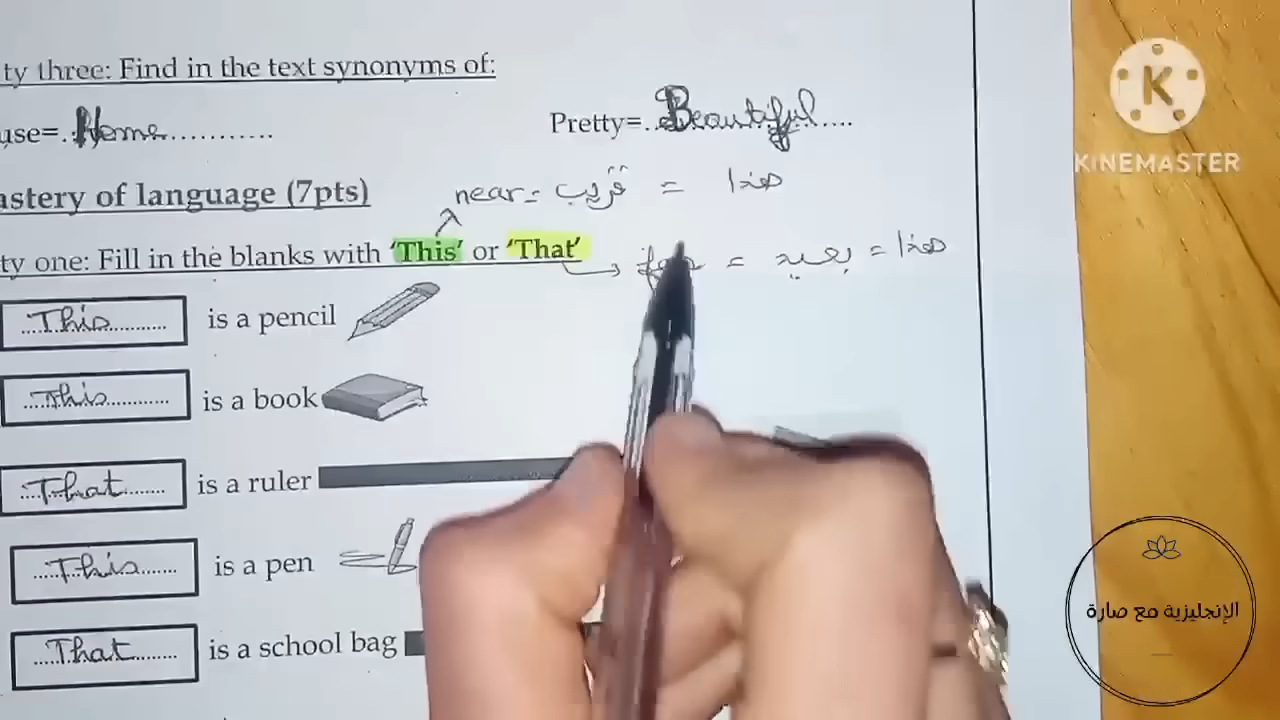 ty three: Find in the text synonyms of:
use=..Home............
Pretty=..Beautiful....
astery of language (7pts)
near = قريب = هذا
ty one: Fill in the blanks with 'This' or 'That'
= بعيد = هذا
This
is a pencil
This
is a book
That
is a ruler
This
is a pen
That
is a school bag
K
KINEMASTER
الإنجليزية مع صارة